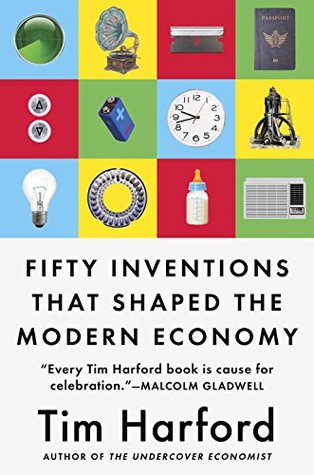 PASSPORT
FIFTY INVENTIONS
THAT SHAPED THE
MODERN ECONOMY
“Every Tim Harford book is cause for
celebration.”—MALCOLM GLADWELL
Tim Harford
AUTHOR OF THE UNDERCOVER ECONOMIST